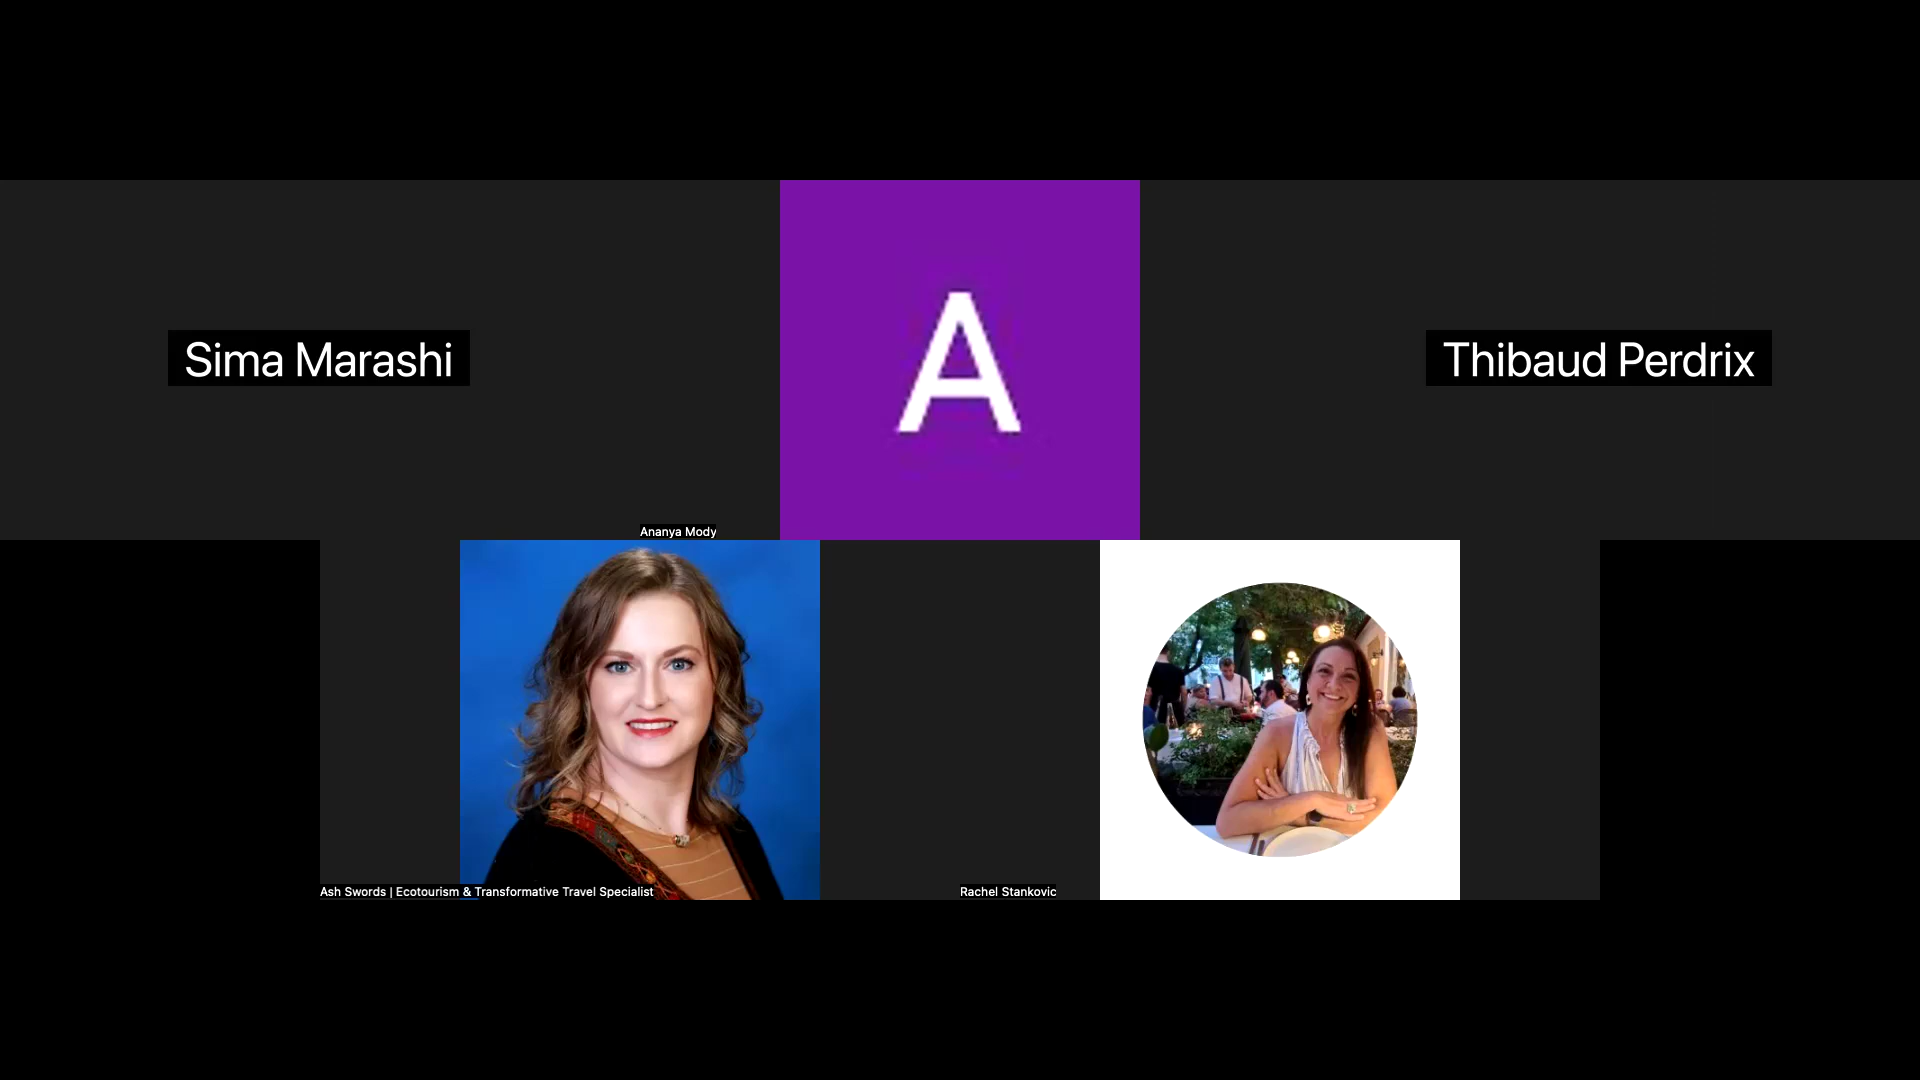 Sima Marashi
A
Thibaud Perdrix
Ananya Mody
Ash Swords | Ecotourism & Transformative Travel Specialist
Rachel Stankovic